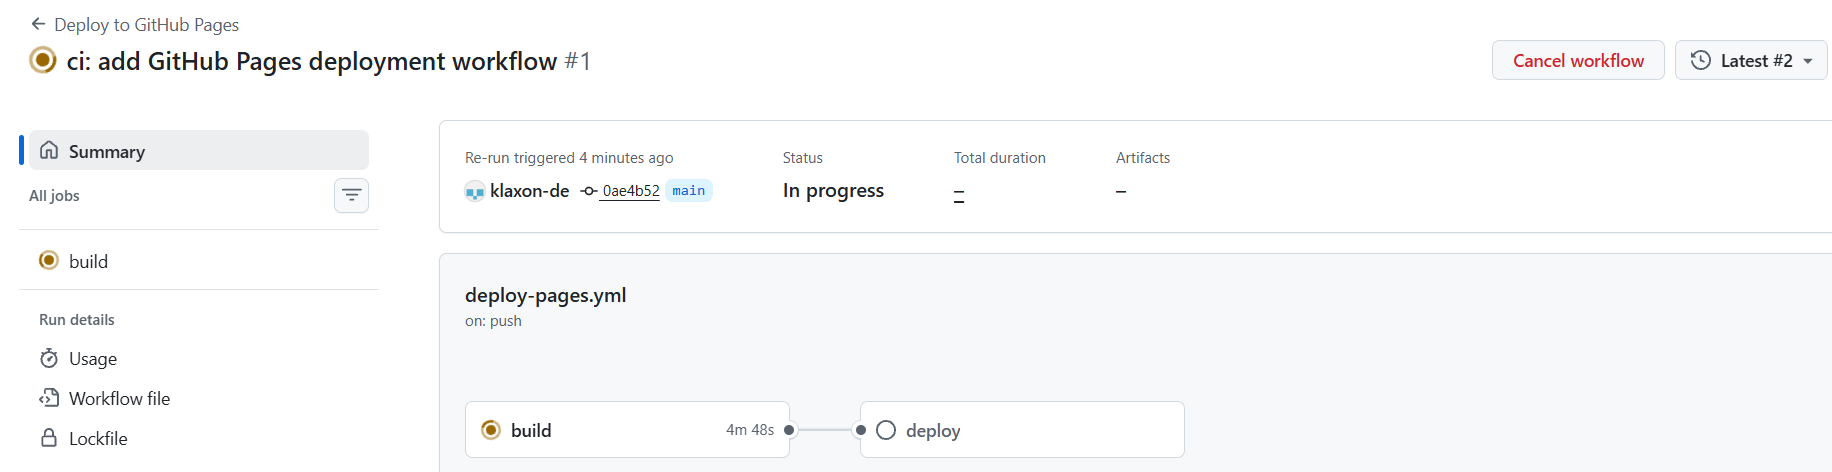 Deploy to GitHub Pages
ci: add GitHub Pages deployment workflow #1
Cancel workflow
Latest #2
Summary
All jobs
build
Run details
Usage
Workflow file
Lockfile
Re-run triggered 4 minutes ago
klaxon-de 0ae4b52 main
Status
In progress
Total duration
–
Artifacts
–
deploy-pages.yml
on: push
build 4m 48s
deploy